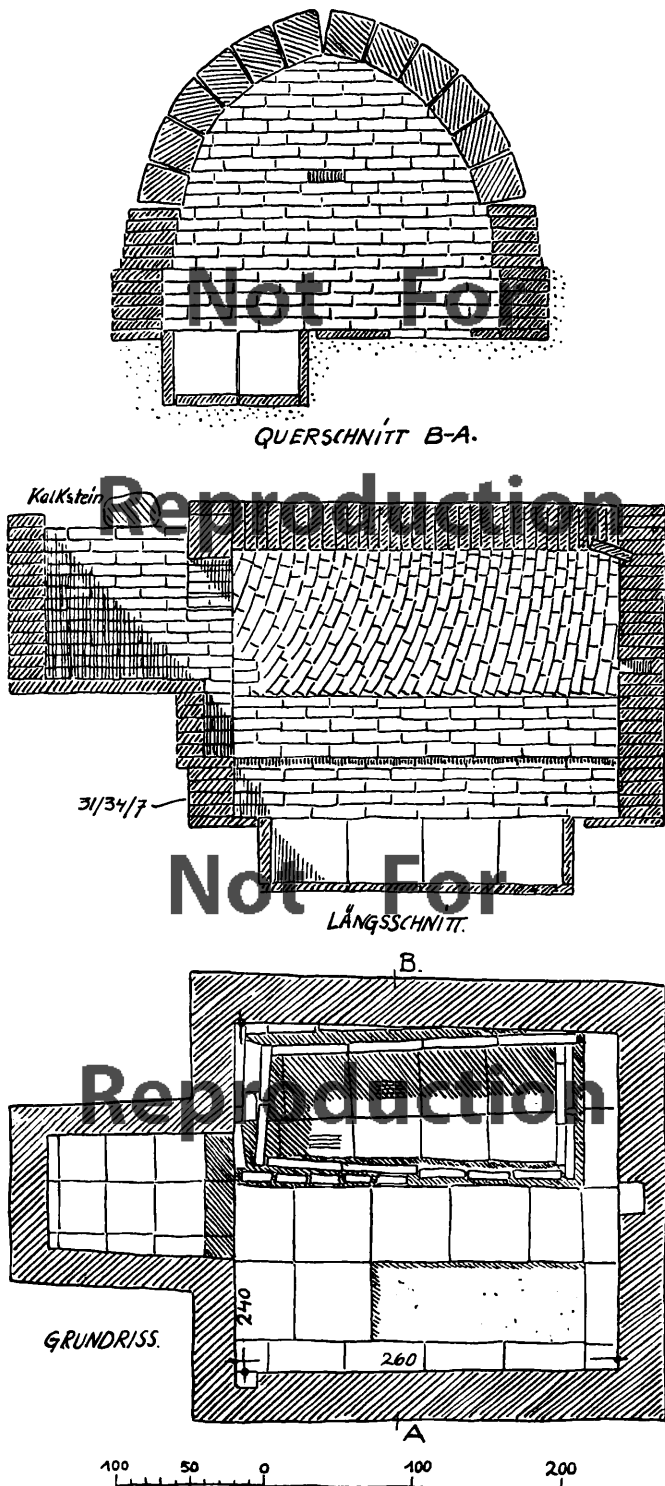 Not For
QUERSCHNITT B-A.
Kalkstein
Reproduction
31/34/7
Not For
LÄNGSSCHNITT.
B.
Reproduction
240
260
GRUNDRISS.
A
100 50 0 100 200